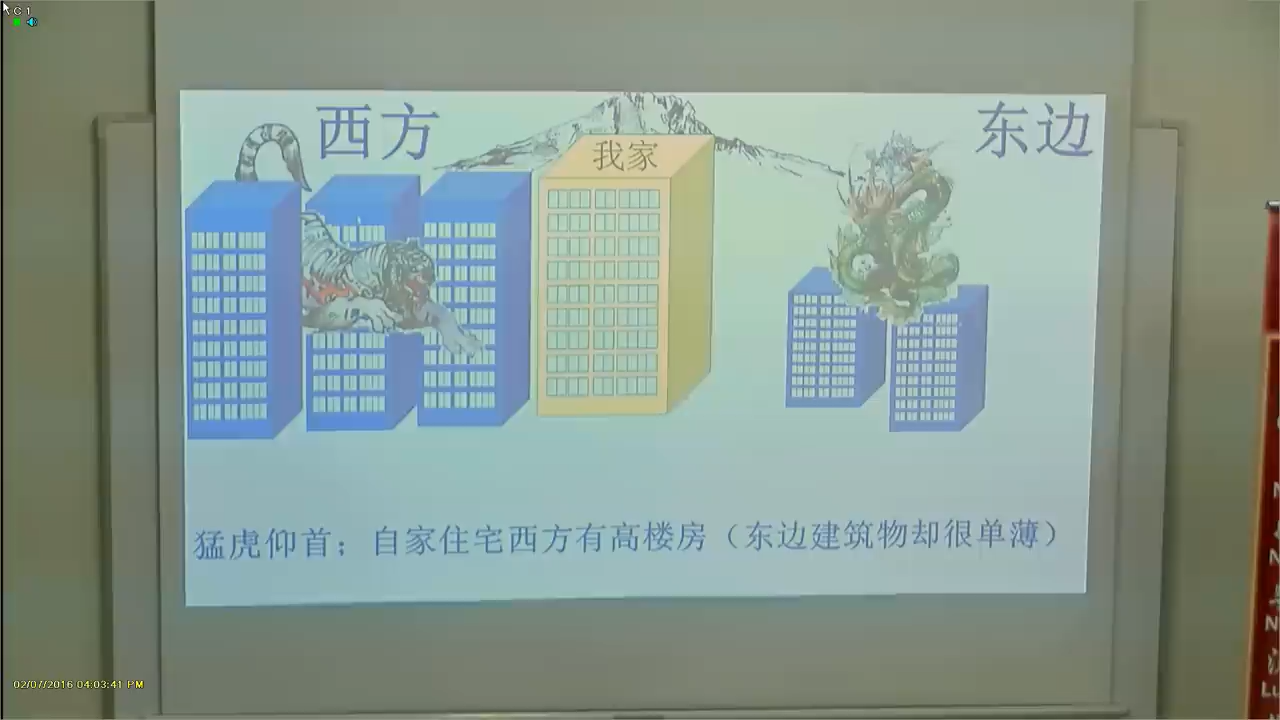 C 1
西方
东边
我家
猛虎仰首；自家住宅西方有高楼房（东边建筑物却很单薄）
02/07/2016 04:03:41 PM